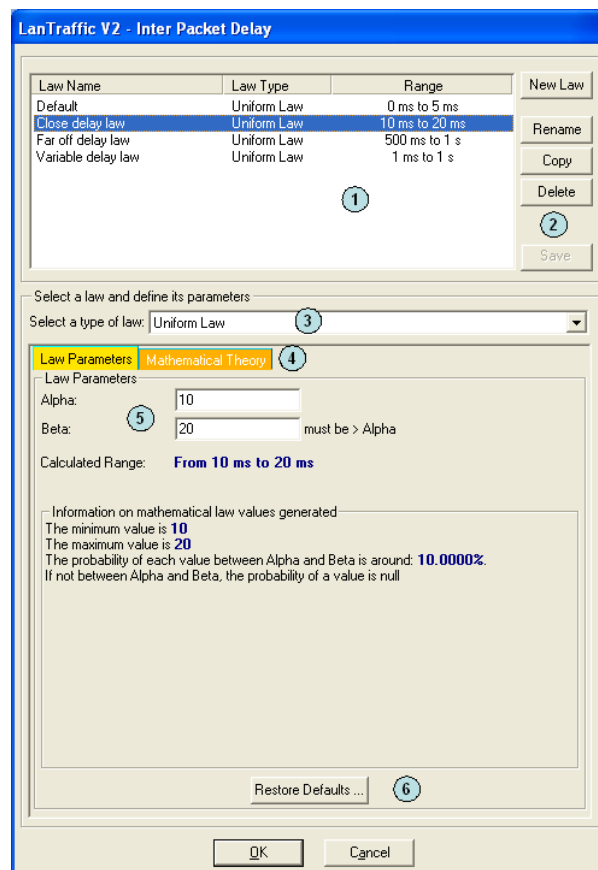 LanTraffic V2 - Inter Packet Delay
Law Name Law Type Range New Law
Default Uniform Law 0 ms to 5 ms
Close delay law Uniform Law 10 ms to 20 ms Rename
Far off delay law Uniform Law 500 ms to 1 s
Variable delay law Uniform Law 1 ms to 1 s Copy
Delete
1
2
Save
Select a law and define its parameters
Select a type of law: Uniform Law 3
Law Parameters Mathematical Theory 4
Law Parameters
Alpha: 10
5
Beta: 20 must be > Alpha
Calculated Range: From 10 ms to 20 ms
Information on mathematical law values generated
The minimum value is 10
The maximum value is 20
The probability of each value between Alpha and Beta is around: 10.0000%.
If not between Alpha and Beta, the probability of a value is null
Restore Defaults ... 6
OK Cancel